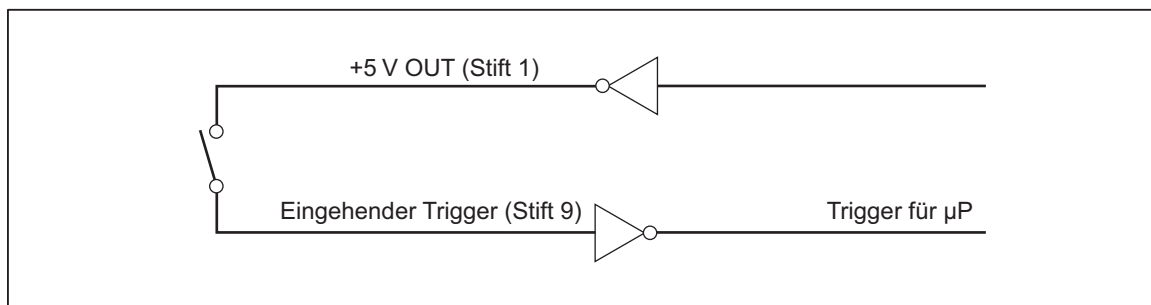 +5 V OUT (Stift 1)
Eingehender Trigger (Stift 9)
Trigger für µP